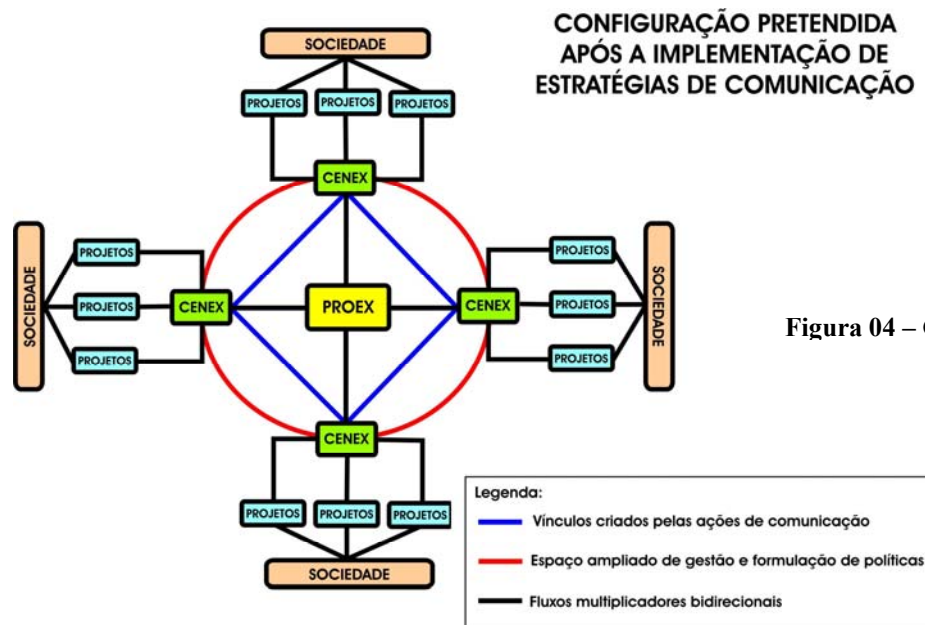 CONFIGURAÇÃO PRETENDIDA
APÓS A IMPLEMENTAÇÃO DE
ESTRATÉGIAS DE COMUNICAÇÃO
SOCIEDADE
PROJETOS PROJETOS PROJETOS
CENEX
SOCIEDADE
PROJETOS
PROJETOS
PROJETOS
CENEX
PROEX
CENEX
PROJETOS
PROJETOS
PROJETOS
SOCIEDADE
Figura 04 –
CENEX
PROJETOS PROJETOS PROJETOS
SOCIEDADE
Legenda:
Vínculos criados pelas ações de comunicação
Espaço ampliado de gestão e formulação de políticas
Fluxos multiplicadores bidirecionais